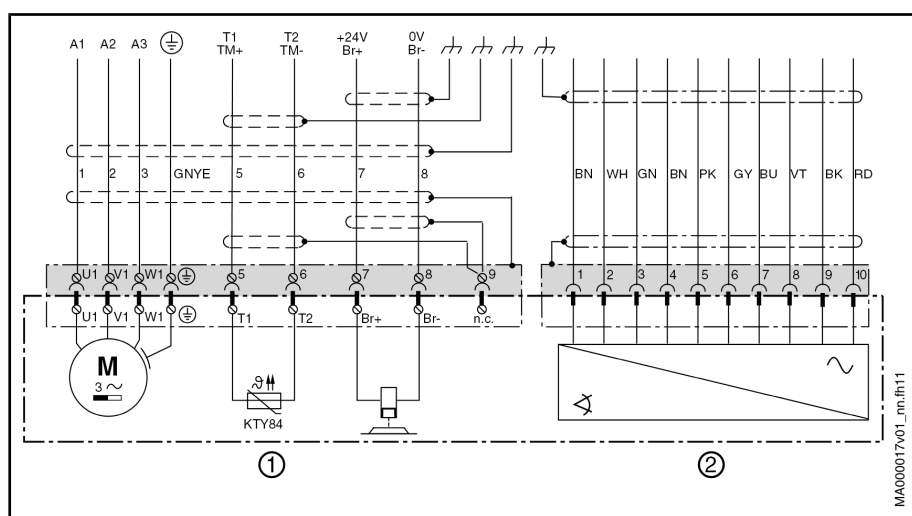 A1 A2 A3 T1 T2 +24V 0V
TM+ TM- Br+ Br-
1 2 3 GNYE 5 6 7 8 BN WH GN BN PK GY BU VT BK RD
U1 V1 W1 5 6 7 8 9 1 2 3 4 5 6 7 8 9 10
U1 V1 W1 T1 T2 Br+ Br- n.c.
M
3
KTY84
1 2
MA000017v01_nn.fh11